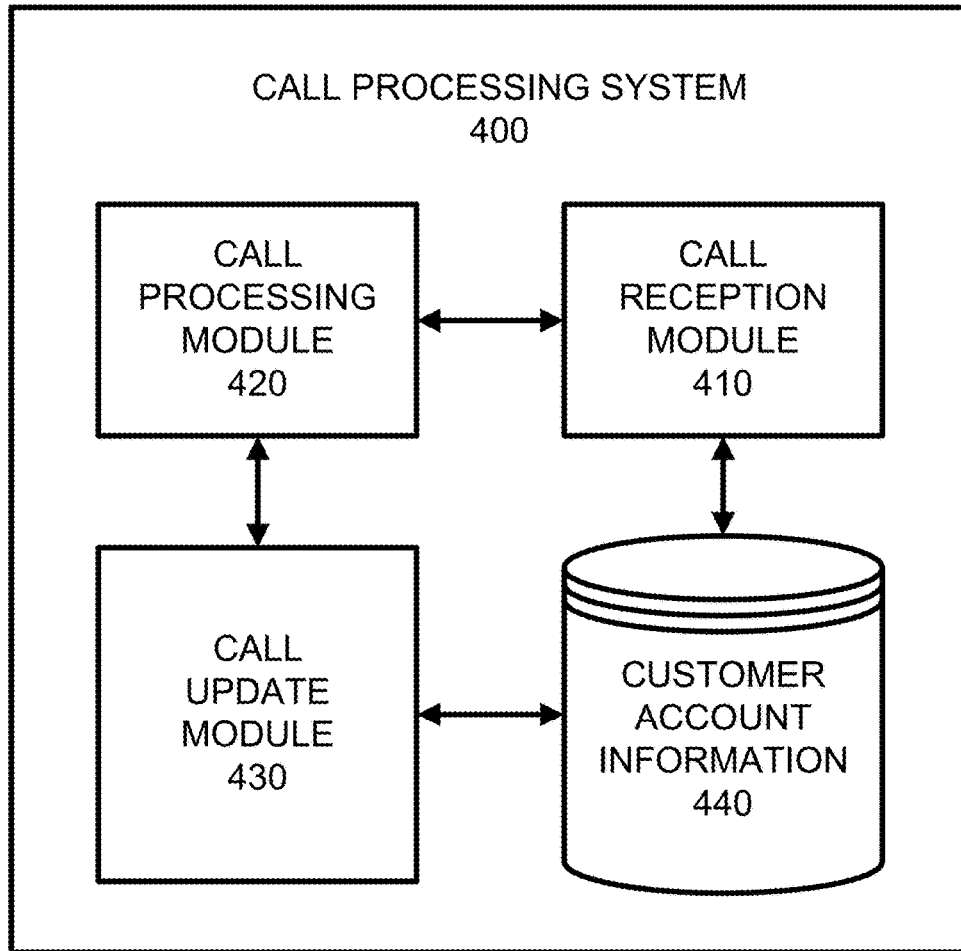 CALL PROCESSING SYSTEM
400
CALL
PROCESSING
MODULE
420
CALL
RECEPTION
MODULE
410
CALL
UPDATE
MODULE
430
CUSTOMER
ACCOUNT
INFORMATION
440